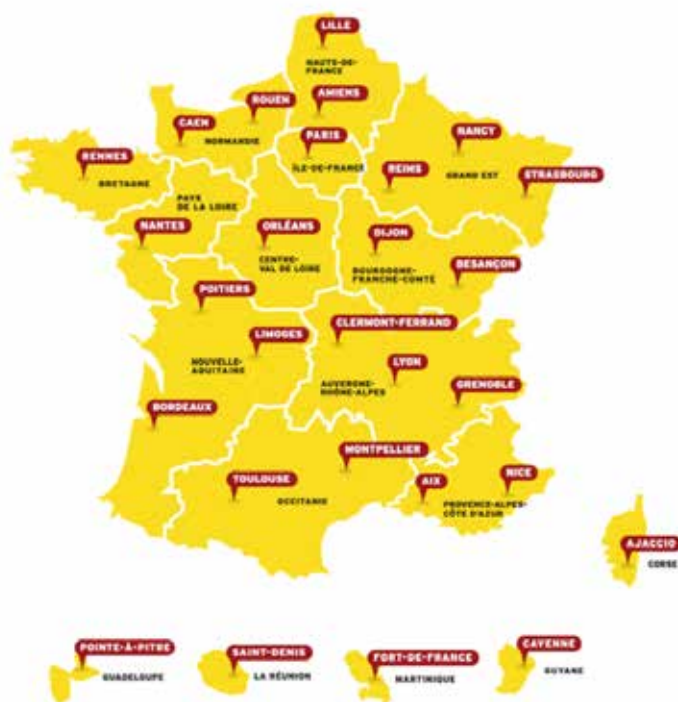 LILLE
HAUTS-DE-
FRANCE
AMIENS
ROUEN
CAEN
NORMANDIE
PARIS
ÎLE-DE-FRANCE
NANCY
REIMS
GRAND EST
STRASBOURG
RENNES
BRETAGNE
PAYS
DE LA LOIRE
NANTES
ORLÉANS
CENTRE-
VAL DE LOIRE
DIJON
BOURGOGNE-
FRANCHE-COMTÉ
BESANÇON
POITIERS
LIMOGES
NOUVELLE-
AQUITAINE
CLERMONT-FERRAND
LYON
AUVERGNE-
RHÔNE-ALPES
GRENOBLE
BORDEAUX
MONTPELLIER
TOULOUSE
OCCITANIE
AIX
NICE
PROVENCE-ALPES-
CÔTE D'AZUR
AJACCIO
CORSE
POINTE-À-PITRE
GUADELOUPE
SAINT-DENIS
LA RÉUNION
FORT-DE-FRANCE
MARTINIQUE
CAYENNE
GUYANE